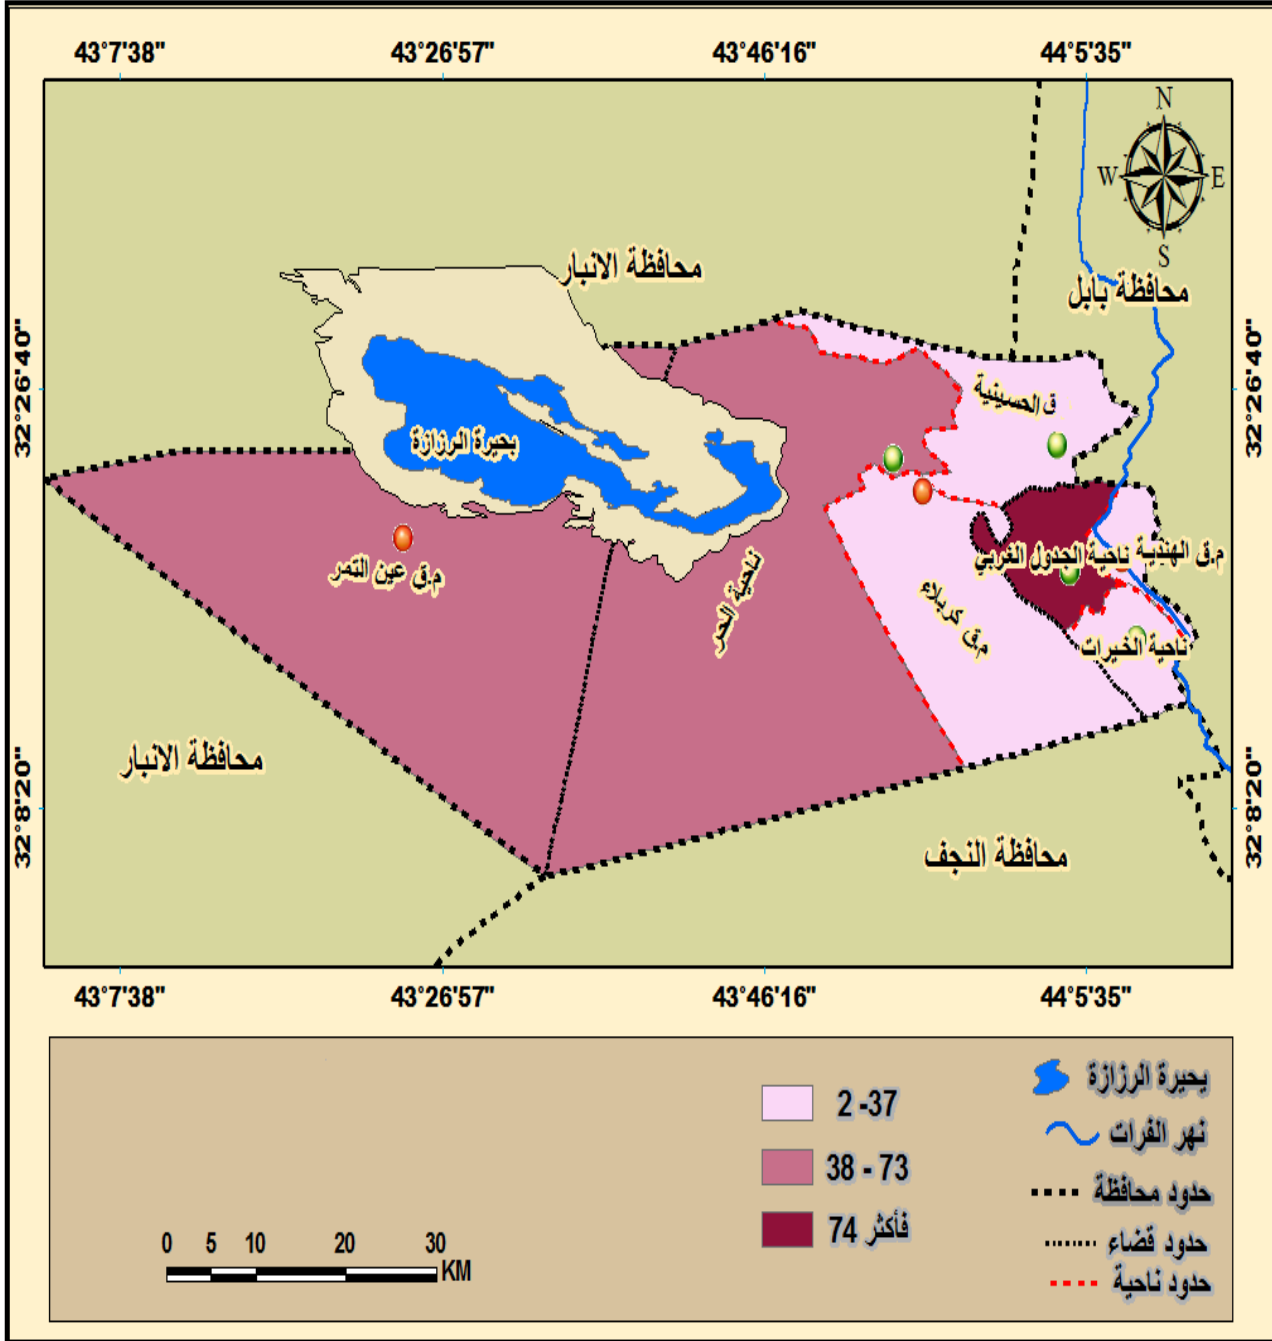 43°7'38" 43°26'57" 43°46'16" 44°5'35"
N
W E
S
محافظة الانبار
محافظة بابل
32°26'40" 32°26'40"
ق الحسينية
بحيرة الرزازة
م.ق عين التمر
ناحية الحر
م.ق كربلاء
ناحية الجدول الغربي
م.ق الهندية
ناحية الخيرات
محافظة الانبار
32°8'20" 32°8'20"
محافظة النجف
43°7'38" 43°26'57" 43°46'16" 44°5'35"
يحيرة الرزازة
نهر الفرات
حدود محافظة
حدود قضاء
حدود ناحية
2 -37
38 - 73
74 فأكثر
0 5 10 20 30
KM